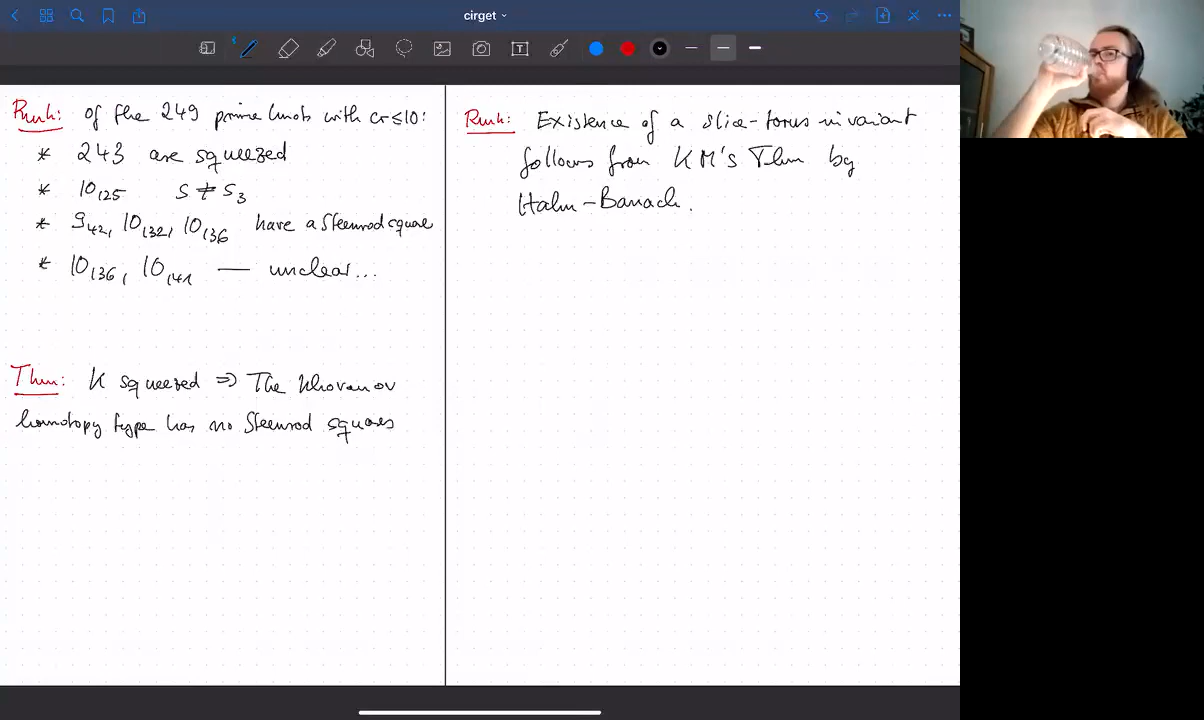 cirget
Rmk: of the 249 prime knots with cr ≤ 10:
* 243 are squeezed
* 10₁₂₅ s ≠ s₃
* 9₄₂, 10₁₃₂, 10₁₃₆ have a Steenrod square
* 10₁₃₆, 10₁₄₁ — unclear...
Thm: K squeezed ⇒ The Khovanov
homotopy type has no Steenrod squares
Rmk: Existence of a slice-torus invariant
follows from KM's Thm by
Hahn-Banach.